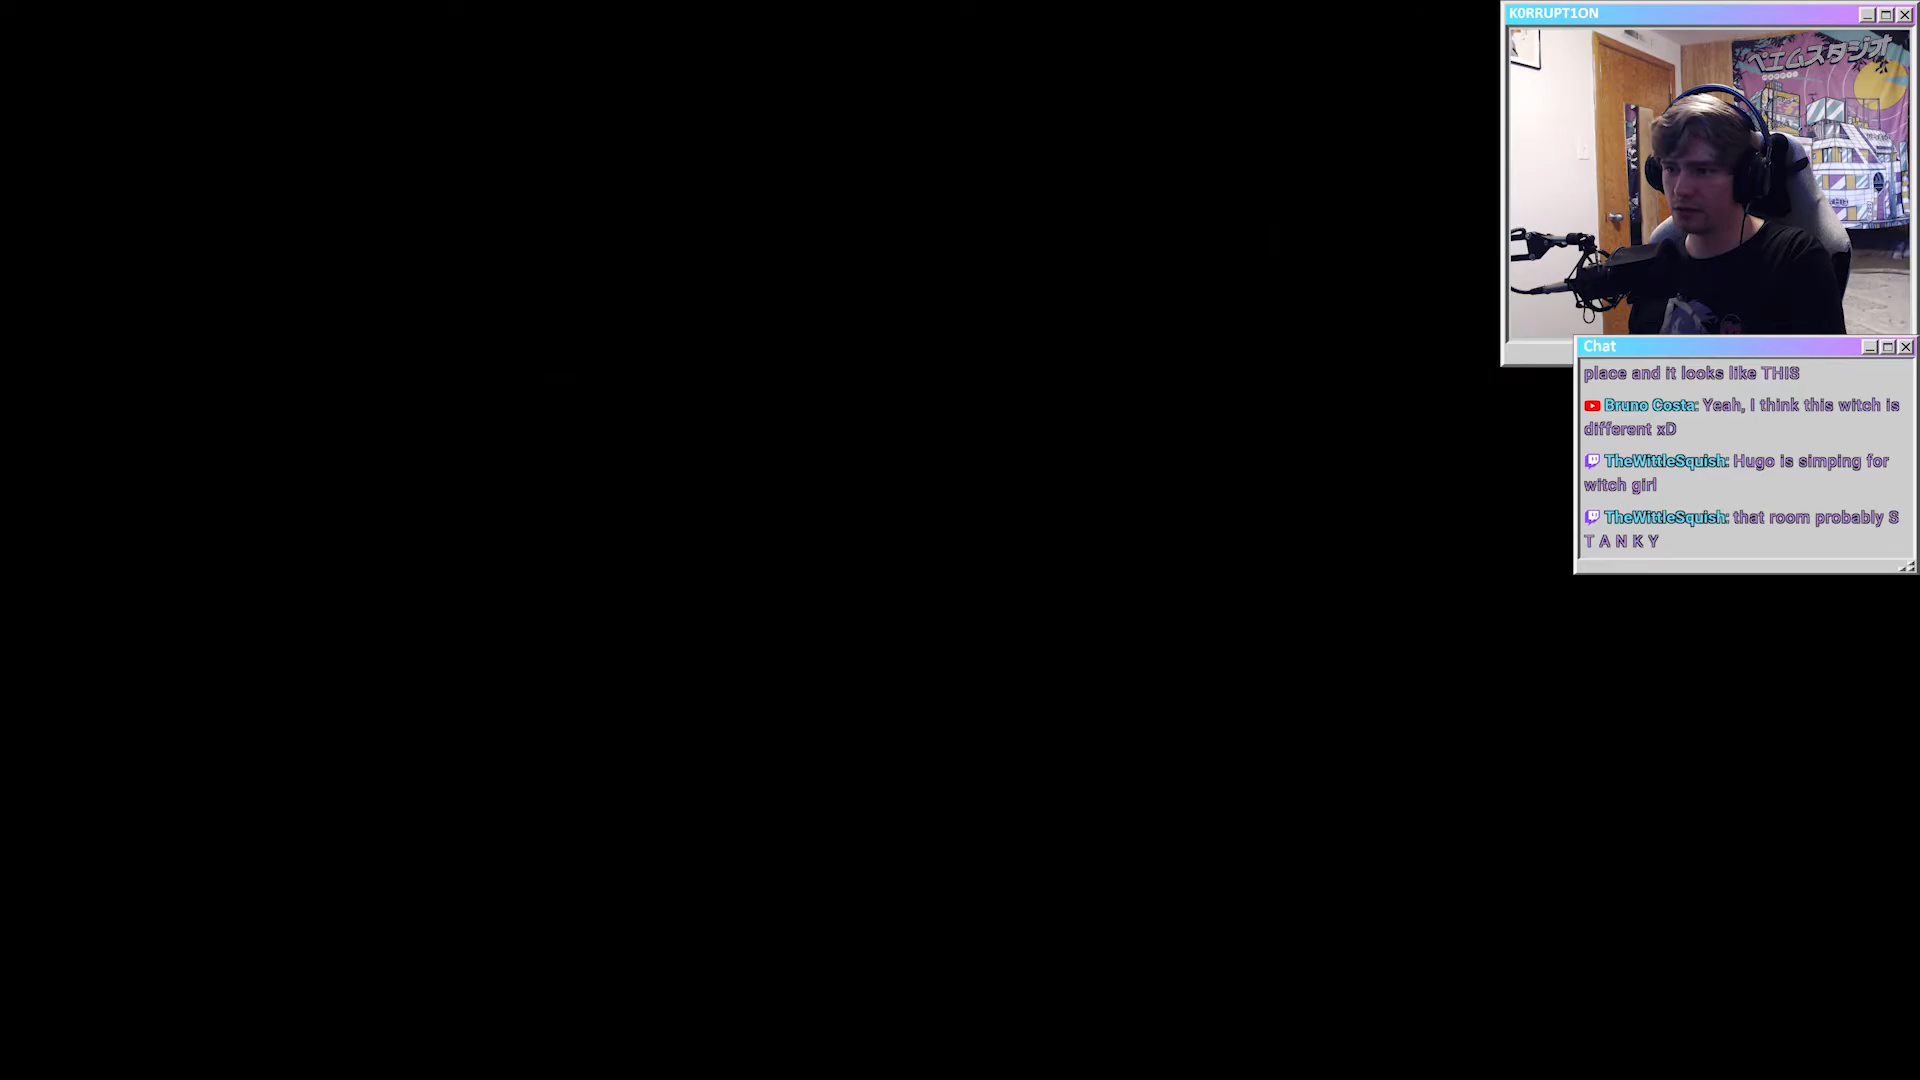 K0RRUPT1ON
ペエムスタジオ
Chat
place and it looks like THIS
Bruno Costa: Yeah, I think this witch is
different xD
TheWittleSquish: Hugo is simping for
witch girl
TheWittleSquish: that room probably S
T A N K Y